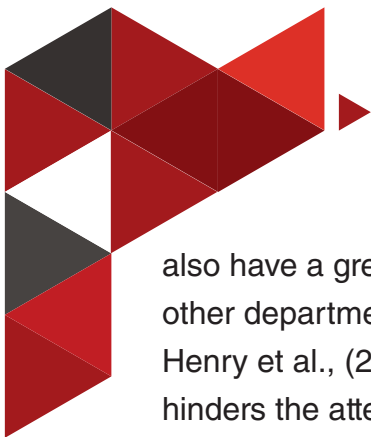 also have a gre
other departme
Henry et al., (2
hinders the atte